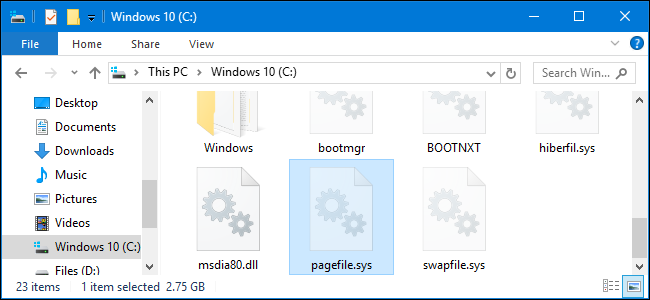 Windows 10 (C:)
File Home Share View
This PC Windows 10 (C:) Search Win...
Desktop
Documents
Downloads
Music
Pictures
Videos
Windows 10 (C:)
Files (D:)
Windows bootmgr BOOTNXT hiberfil.sys
msdia80.dll pagefile.sys swapfile.sys
23 items 1 item selected 2.75 GB